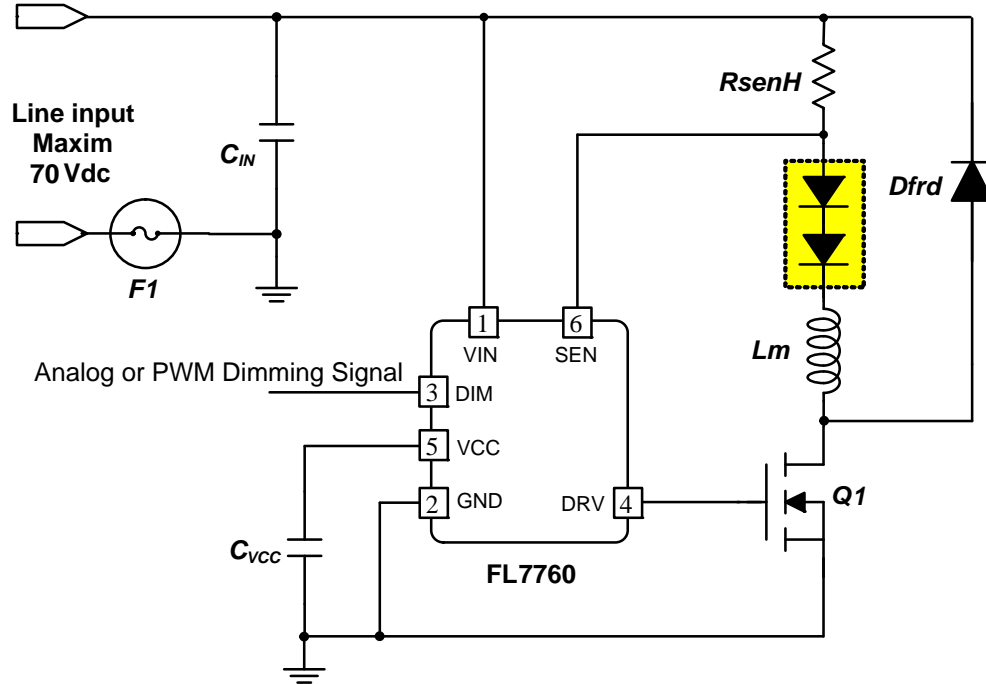 RsenH
Line input
Maxim
70 Vdc
C_IN
Dfrd
F1
1
6
VIN
SEN
Lm
Analog or PWM Dimming Signal
3
DIM
5
VCC
2
GND
DRV
4
Q1
C_VCC
FL7760